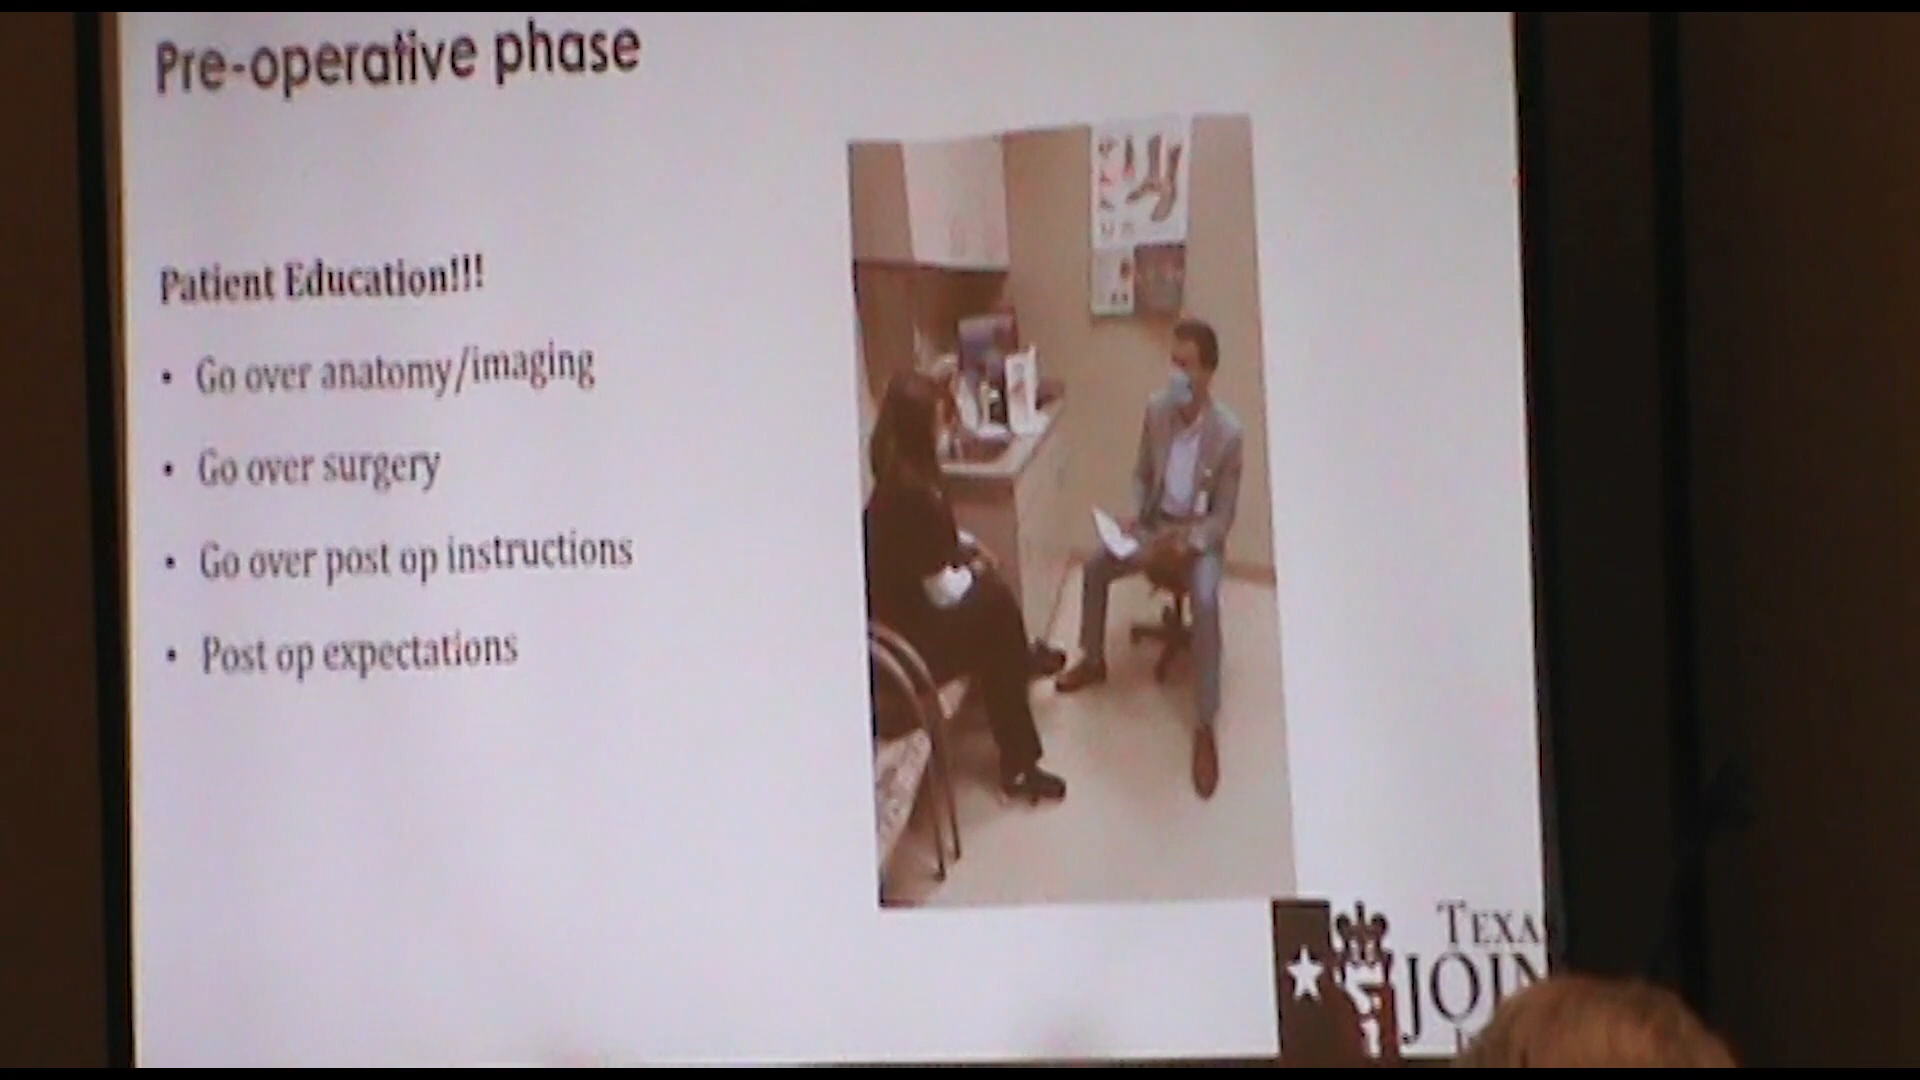 Pre-operative phase
Patient Education!!!
• Go over anatomy/imaging
• Go over surgery
• Go over post op instructions
• Post op expectations
TEXAS
JOIN